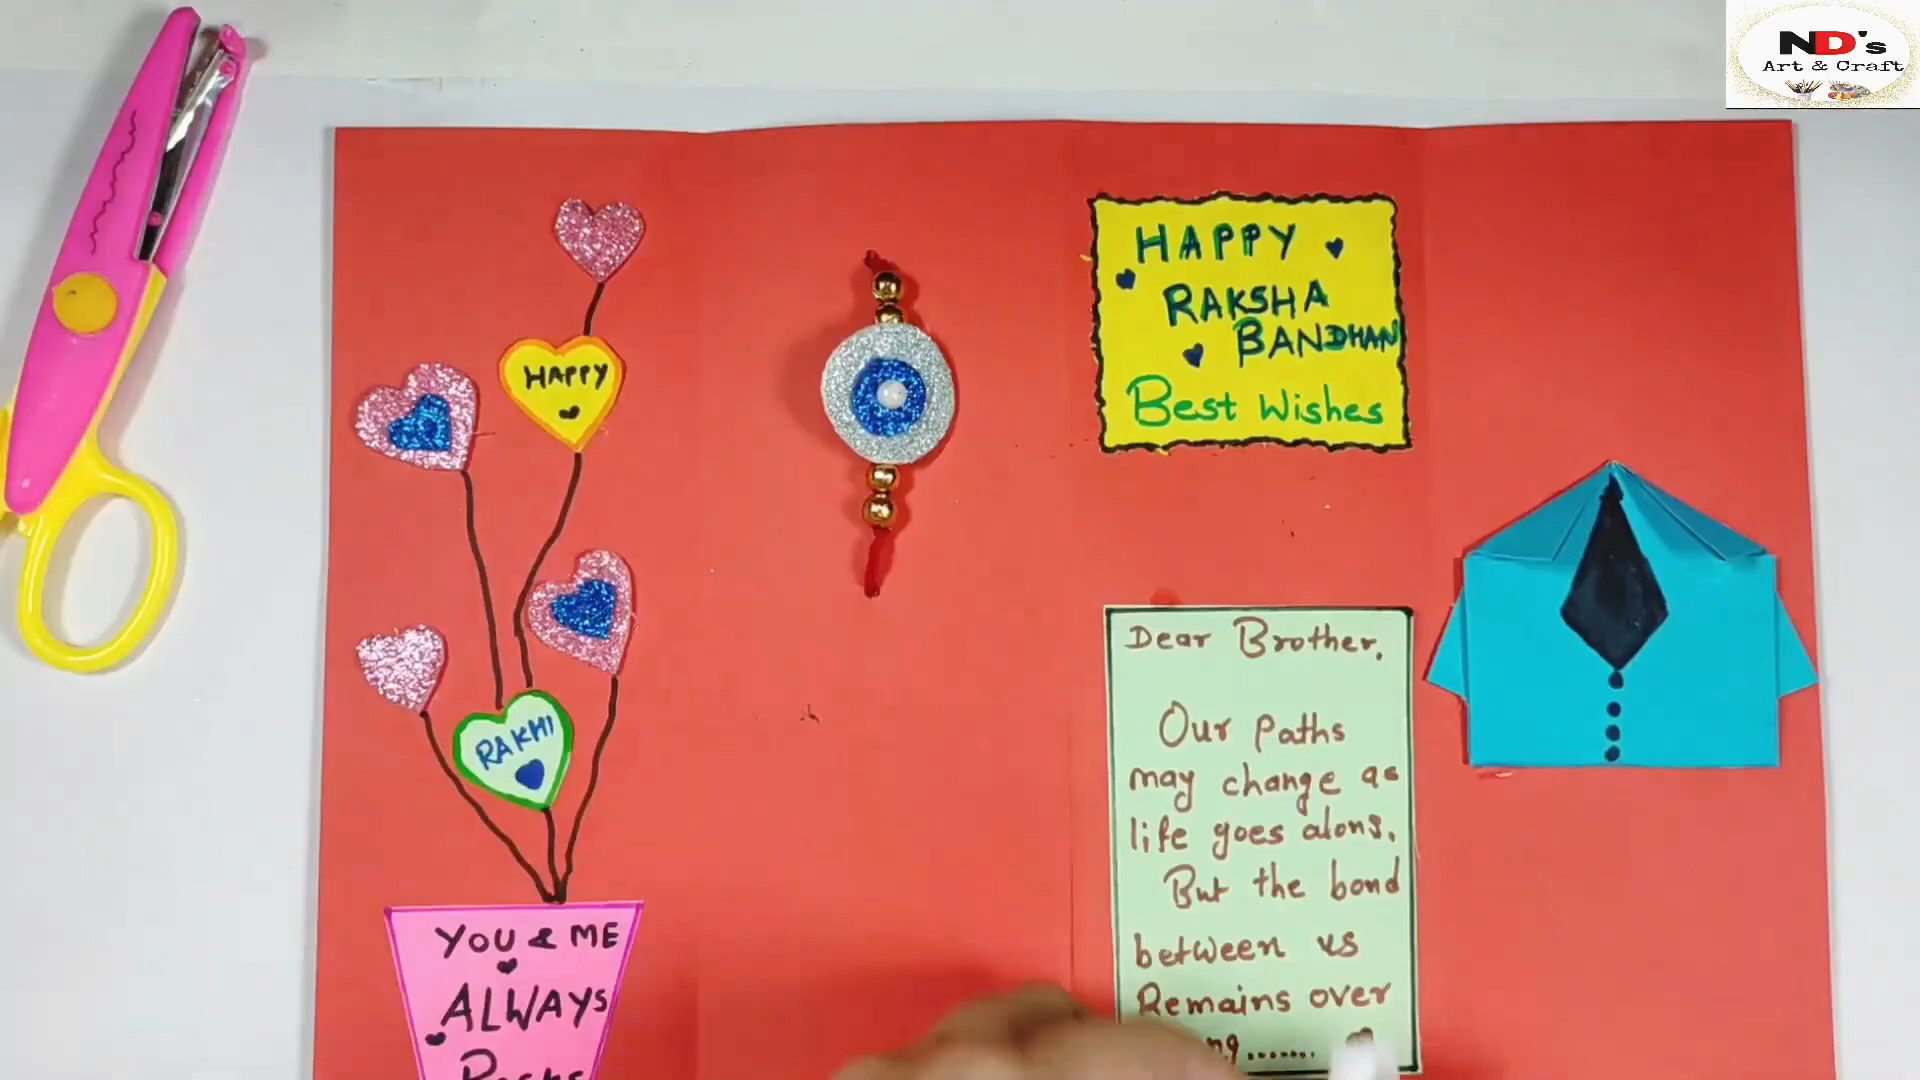 ND's
Art & Craft
HAPPY
RAKHI
YOU & ME
ALWAYS
HAPPY
RAKSHA
BANDHAN
Best Wishes
Dear Brother,
Our Paths
may change as
life goes along.
But the bond
between us
Remains over